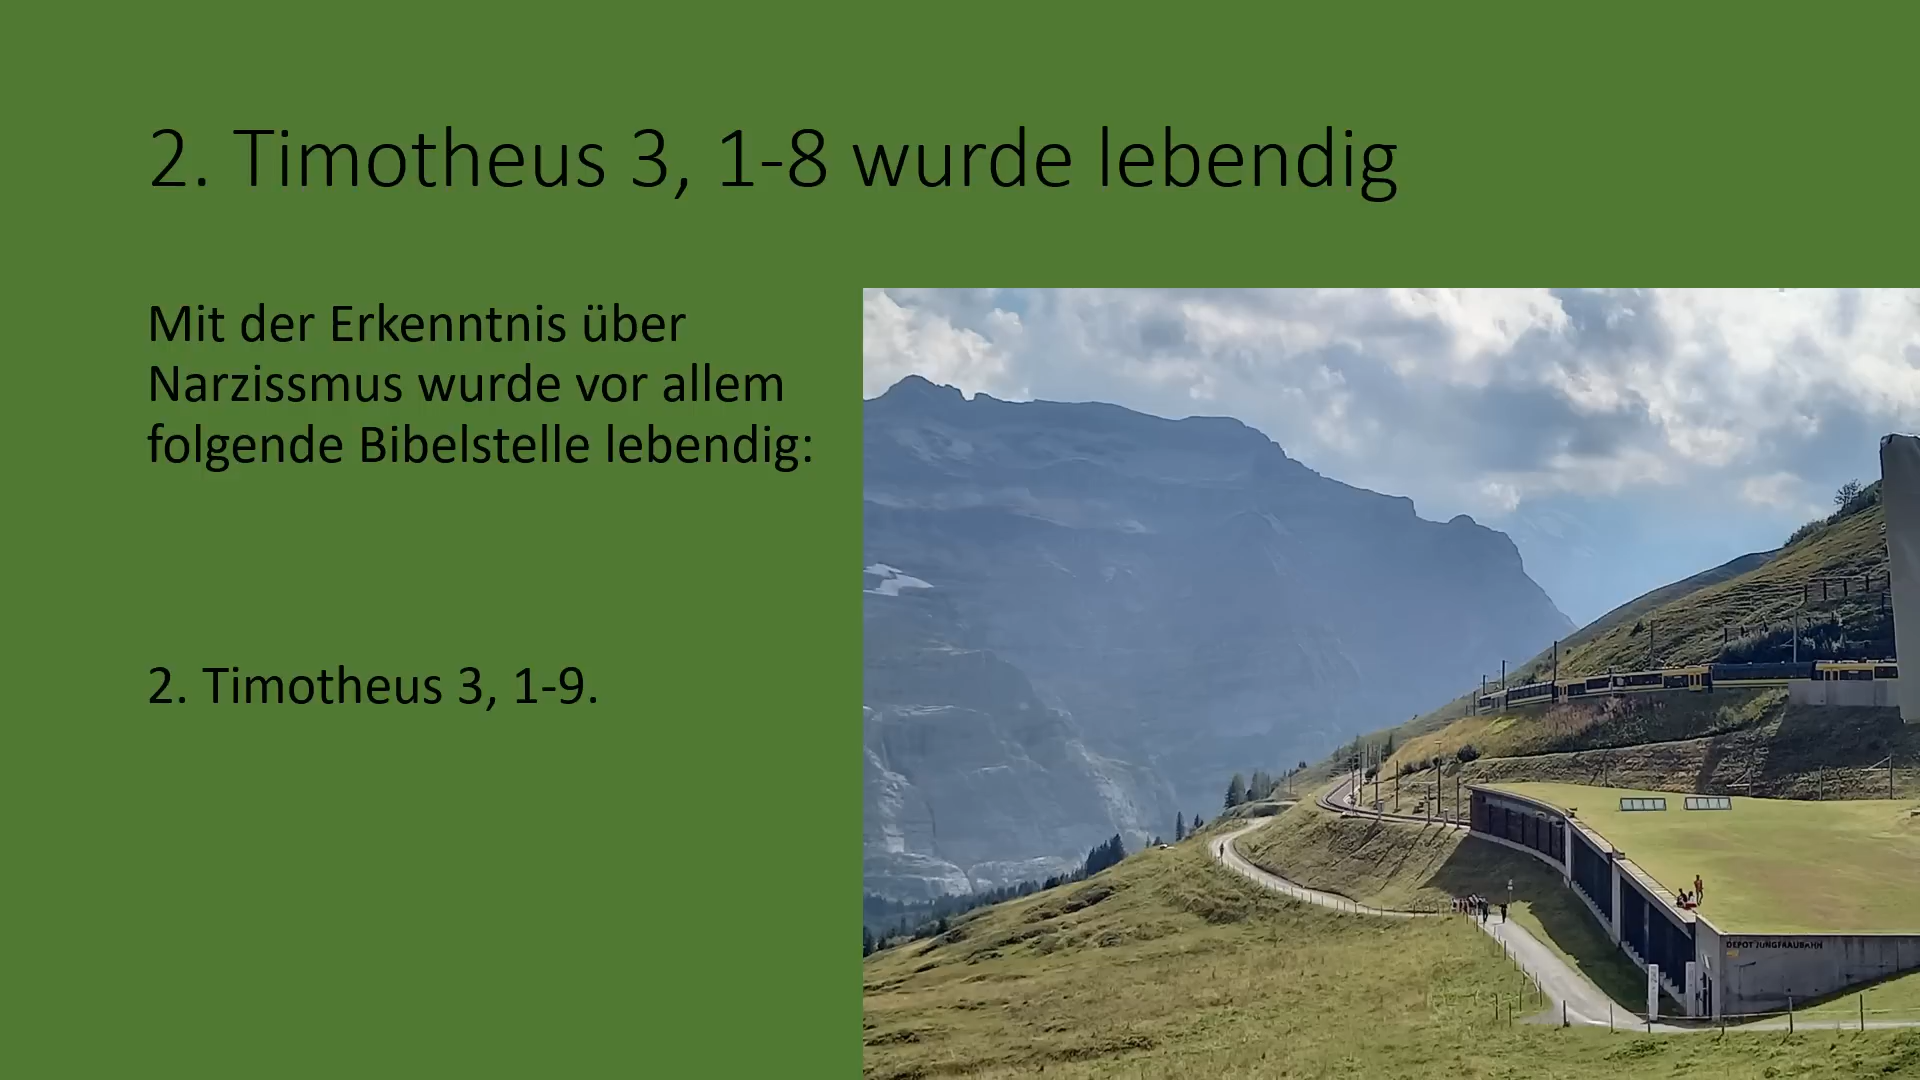 2. Timotheus 3, 1-8 wurde lebendig
Mit der Erkenntnis über
Narzissmus wurde vor allem
folgende Bibelstelle lebendig:
2. Timotheus 3, 1-9.
DEPOT JUNGFRAUBAHN